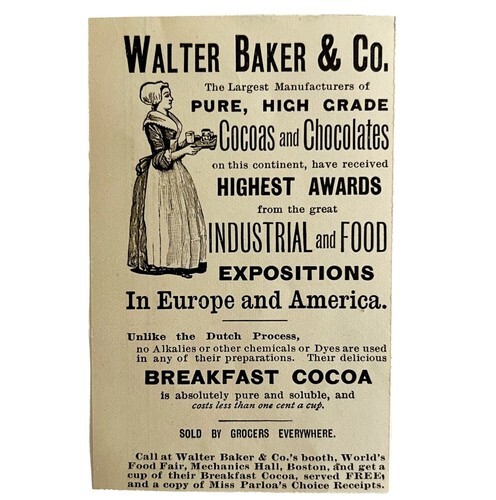 WALTER BAKER & CO.
The Largest Manufacturers of
PURE, HIGH GRADE
Cocoas and Chocolates
on this continent, have received
HIGHEST AWARDS
from the great
INDUSTRIAL and FOOD
EXPOSITIONS
In Europe and America.
Unlike the Dutch Process,
no Alkalies or other chemicals or Dyes are used
in any of their preparations. Their delicious
BREAKFAST COCOA
is absolutely pure and soluble, and
costs less than one cent a cup.
SOLD BY GROCERS EVERYWHERE.
Call at Walter Baker & Co.'s booth, World's
Food Fair, Mechanics Hall, Boston, and get a
cup of their Breakfast Cocoa, served FREE,
and a copy of Miss Parloa's Choice Receipts.